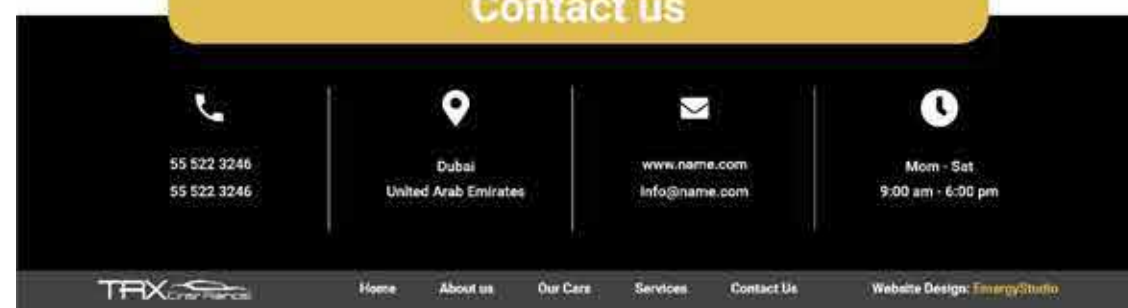 Contact us
55 522 3246
55 522 3246
Dubai
United Arab Emirates
www.name.com
Info@name.com
Mom - Sat
9:00 am - 6:00 pm
TAX
Home About us Our Cars Services Contact Us Website Design: EmergyStudio